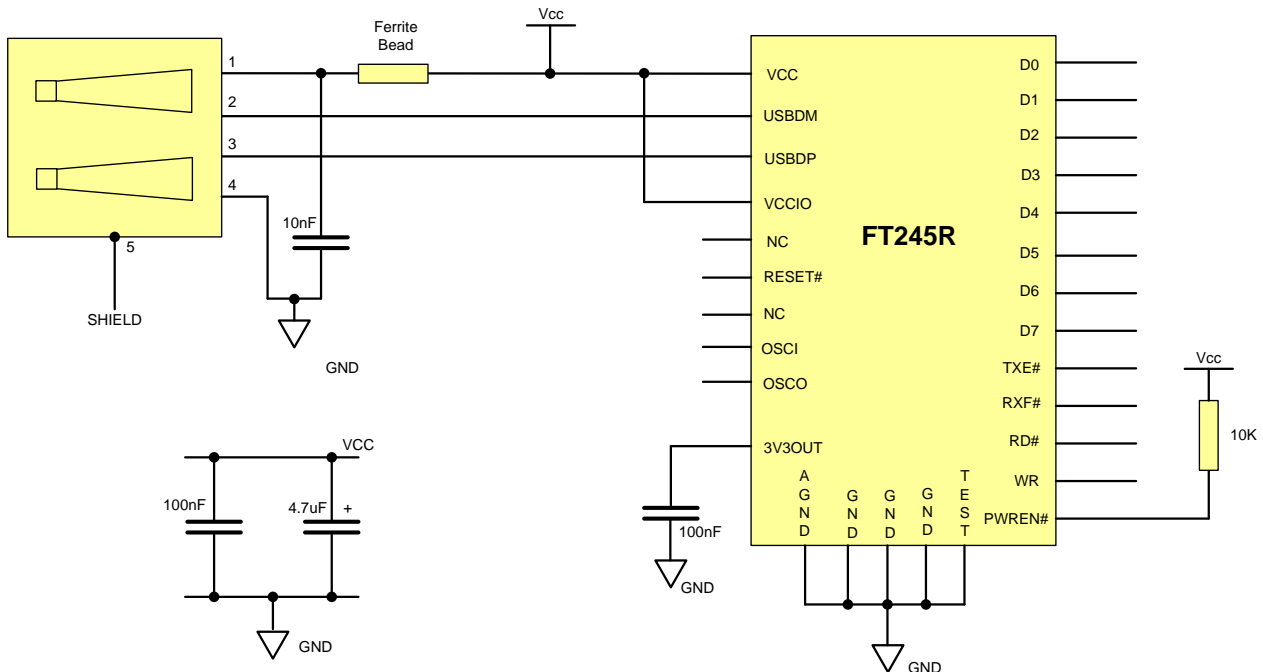 Ferrite
Bead
Vcc
1
2
3
4
5
SHIELD
10nF
GND
VCC
100nF
4.7uF +
GND
FT245R
VCC
USBDM
USBDP
VCCIO
NC
RESET#
NC
OSCI
OSCO
3V3OUT
100nF
GND
AGND
GND
GND
GND
TEST
GND
D0
D1
D2
D3
D4
D5
D6
D7
TXE#
RXF#
RD#
WR
PWREN#
Vcc
10K